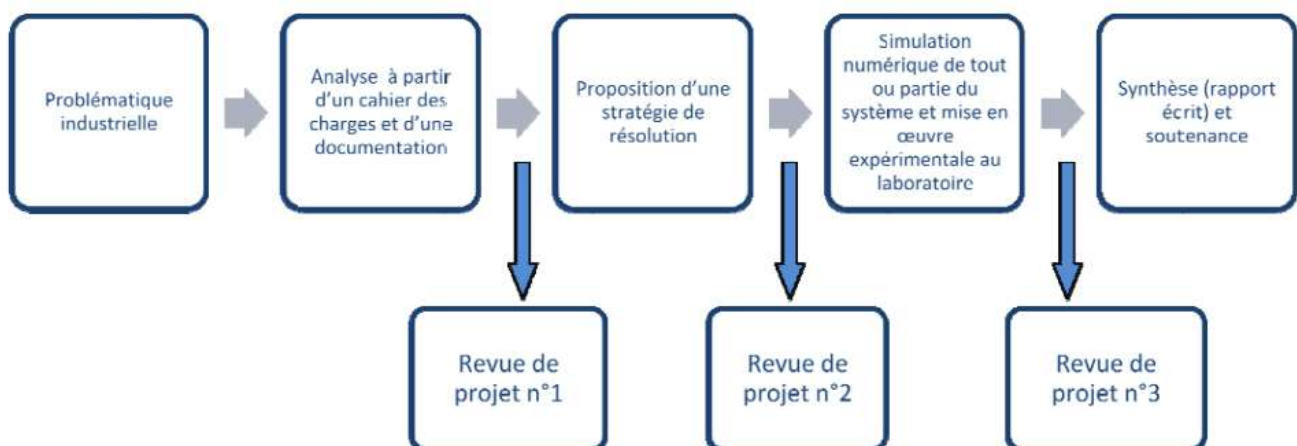 Problématique
industrielle
Analyse à partir
d'un cahier des
charges et d'une
documentation
Proposition d'une
stratégie de
résolution
Simulation
numérique de tout
ou partie du
système et mise en
œuvre
expérimentale au
laboratoire
Synthèse (rapport
écrit) et
soutenance
Revue de
projet n°1
Revue de
projet n°2
Revue de
projet n°3